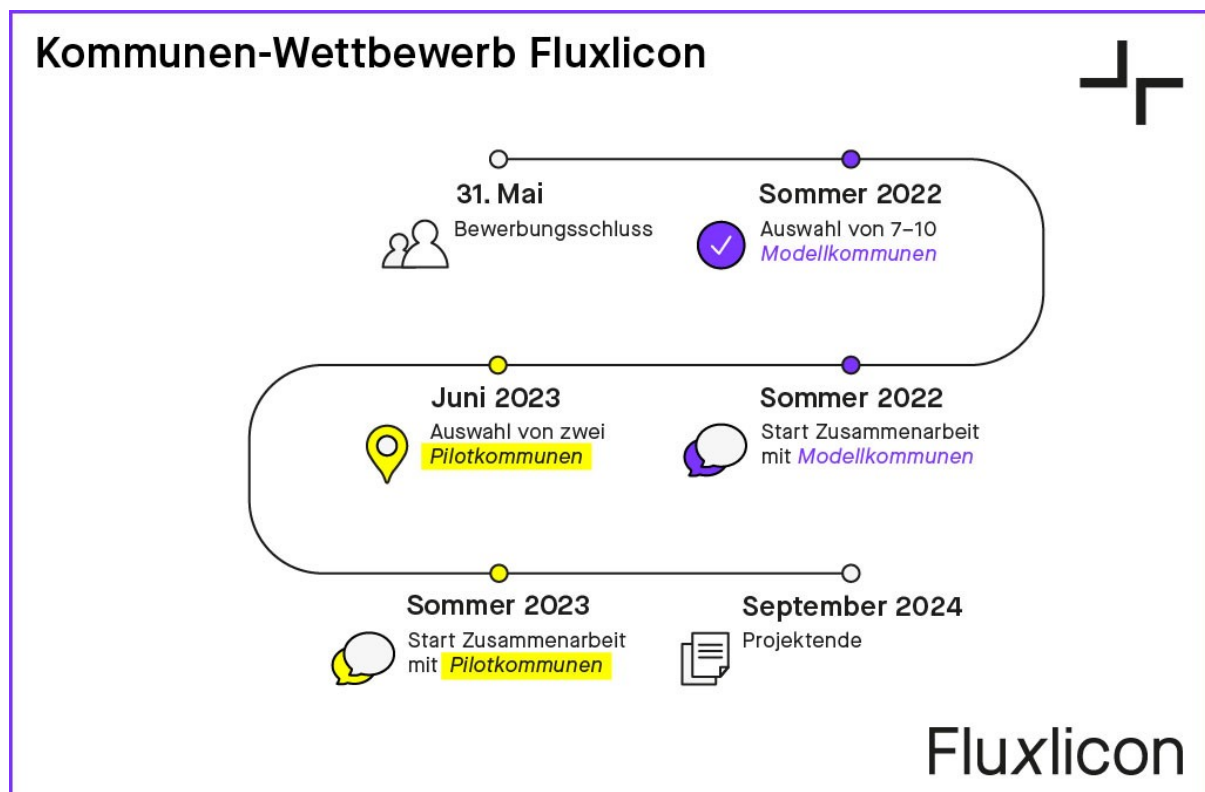 Kommunen-Wettbewerb Fluxlicon
31. Mai
Bewerbungsschluss
Sommer 2022
Auswahl von 7–10
Modellkommunen
Sommer 2022
Start Zusammenarbeit
mit Modellkommunen
Juni 2023
Auswahl von zwei
Pilotkommunen
Sommer 2023
Start Zusammenarbeit
mit Pilotkommunen
September 2024
Projektende
Fluxlicon